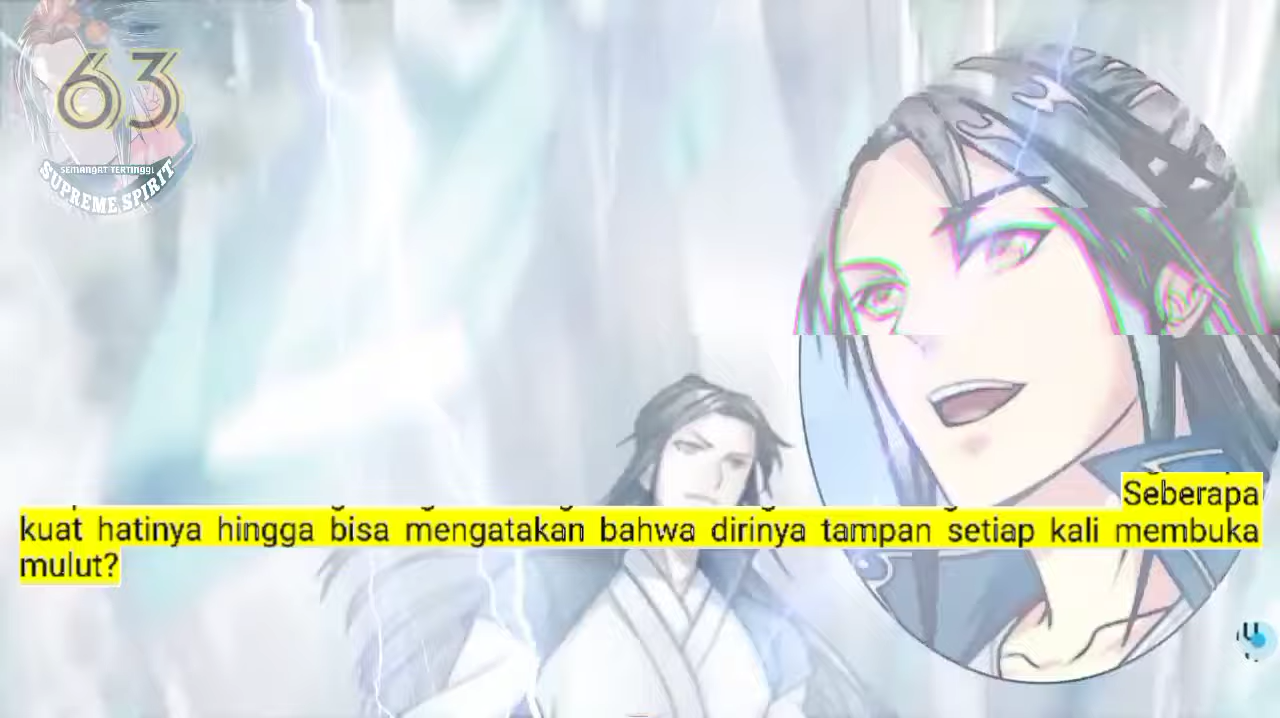 63
SEMANGAT TERTINGGI
SUPREME SPIRIT
Seberapa
kuat hatinya hingga bisa mengatakan bahwa dirinya tampan setiap kali membuka
mulut?